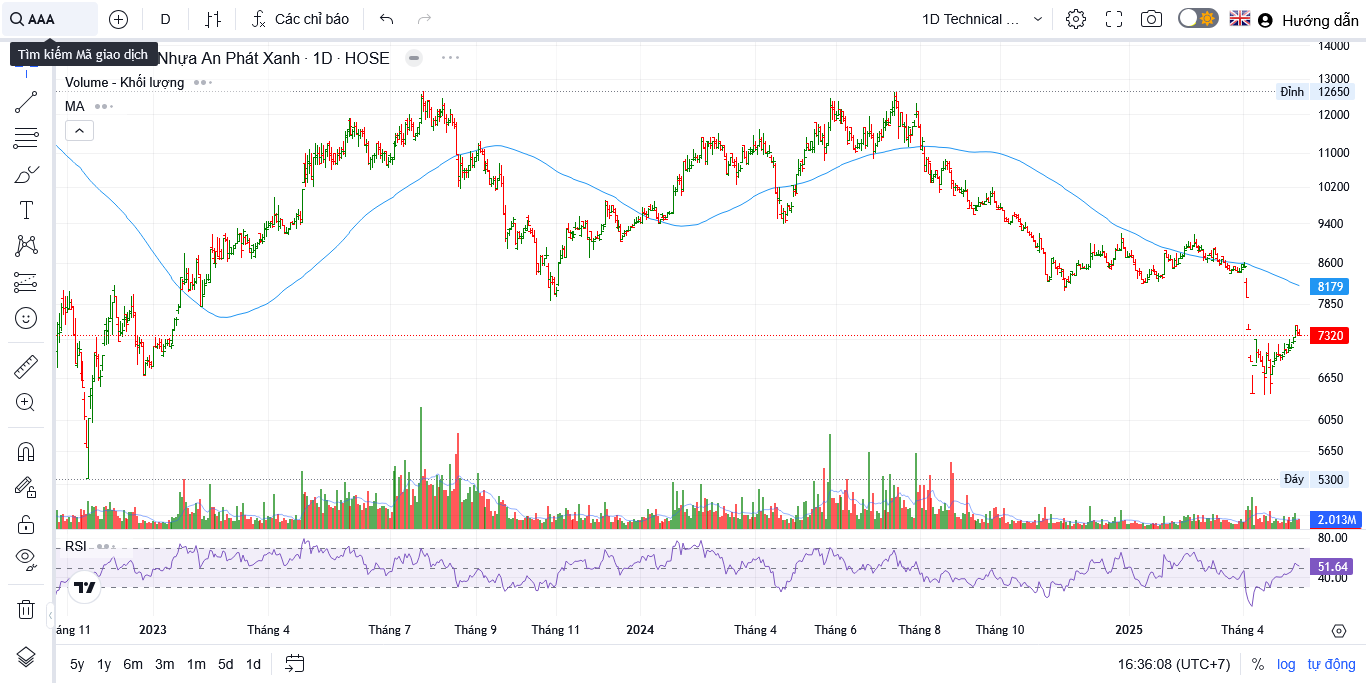 AAA
D
Các chỉ báo
1D Technical ...
Hướng dẫn
Tìm kiếm Mã giao dịch
Nhựa An Phát Xanh · 1D · HOSE
Volume - Khối lượng
MA
14000
13000
Đỉnh 12650
12000
11000
10200
9400
8600
8179
7850
7320
6650
6050
5650
Đáy 5300
2.013M
80.00
RSI
51.64
40.00
áng 11
2023
Tháng 4
Tháng 7
Tháng 9
Tháng 11
2024
Tháng 4
Tháng 6
Tháng 8
Tháng 10
2025
Tháng 4
5y 1y 6m 3m 1m 5d 1d
16:36:08 (UTC+7)
% log tự động